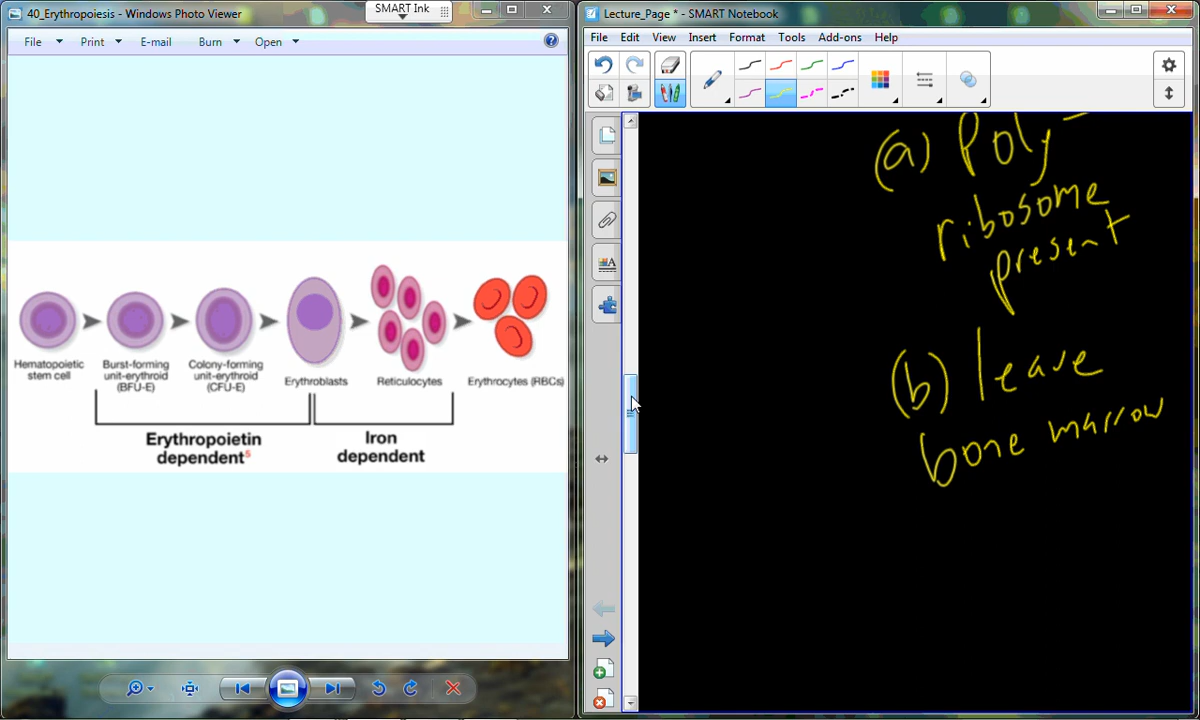 40_Erythropoiesis - Windows Photo Viewer
SMART Ink
File Print E-mail Burn Open
Hematopoietic
stem cell
Burst-forming
unit-erythroid
(BFU-E)
Colony-forming
unit-erythroid
(CFU-E)
Erythroblasts
Reticulocytes
Erythrocytes (RBCs)
Erythropoietin
dependent⁵
Iron
dependent
Lecture_Page * - SMART Notebook
File Edit View Insert Format Tools Add-ons Help
(a) Poly-
ribosome
present
(b) leave
bone marrow